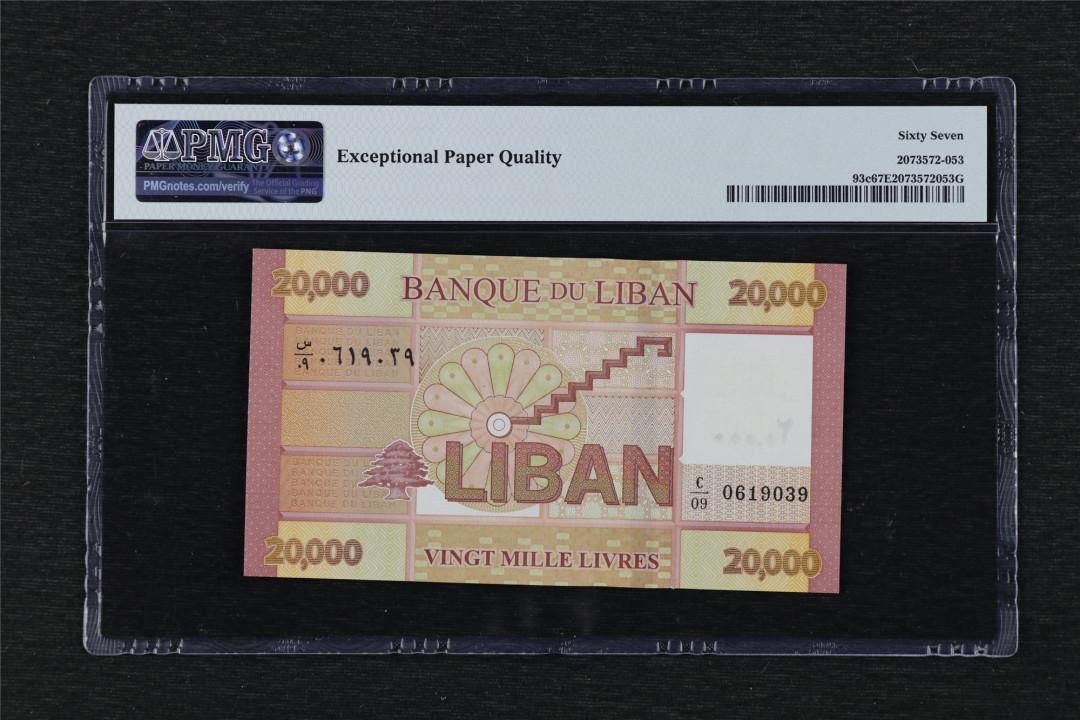 PMG
PAPER MONEY GUARANTY
PMGnotes.com/verify
The Official Grading
Service of the PNG
Exceptional Paper Quality
Sixty Seven
2073572-053
93c67E2073572053G
20,000
BANQUE DU LIBAN
20,000
BANQUE DU LIBAN
س
٠٩
٠٦١٩٠٣٩
BANQUE DU LIBAN
LIBAN
C
09
0619039
20,000
VINGT MILLE LIVRES
20,000